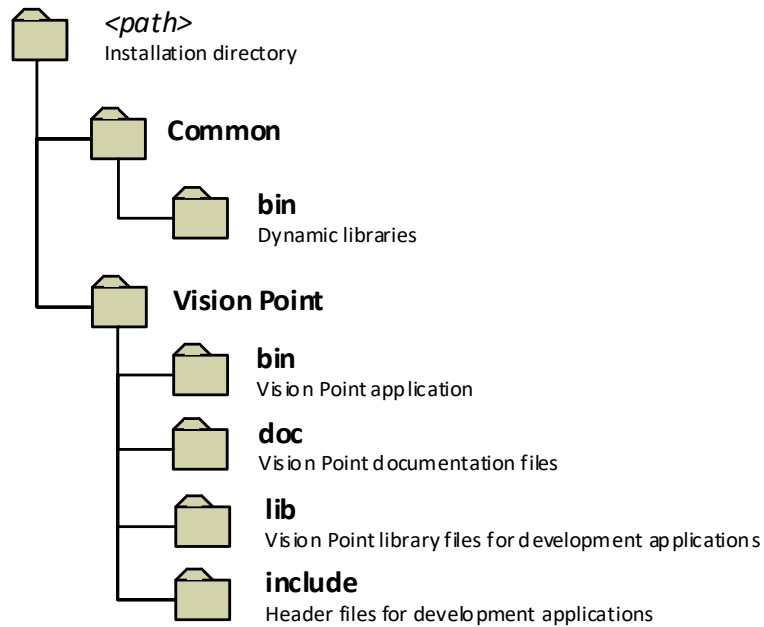 <path>
Installation directory
Common
bin
Dynamic libraries
Vision Point
bin
Vision Point application
doc
Vision Point documentation files
lib
Vision Point library files for development applications
include
Header files for development applications